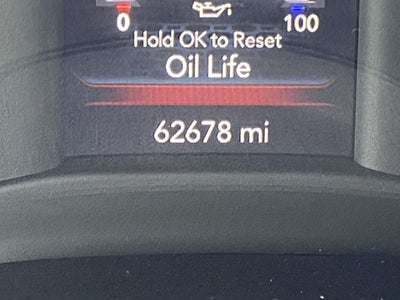 0 100
Hold OK to Reset
Oil Life
62678 mi